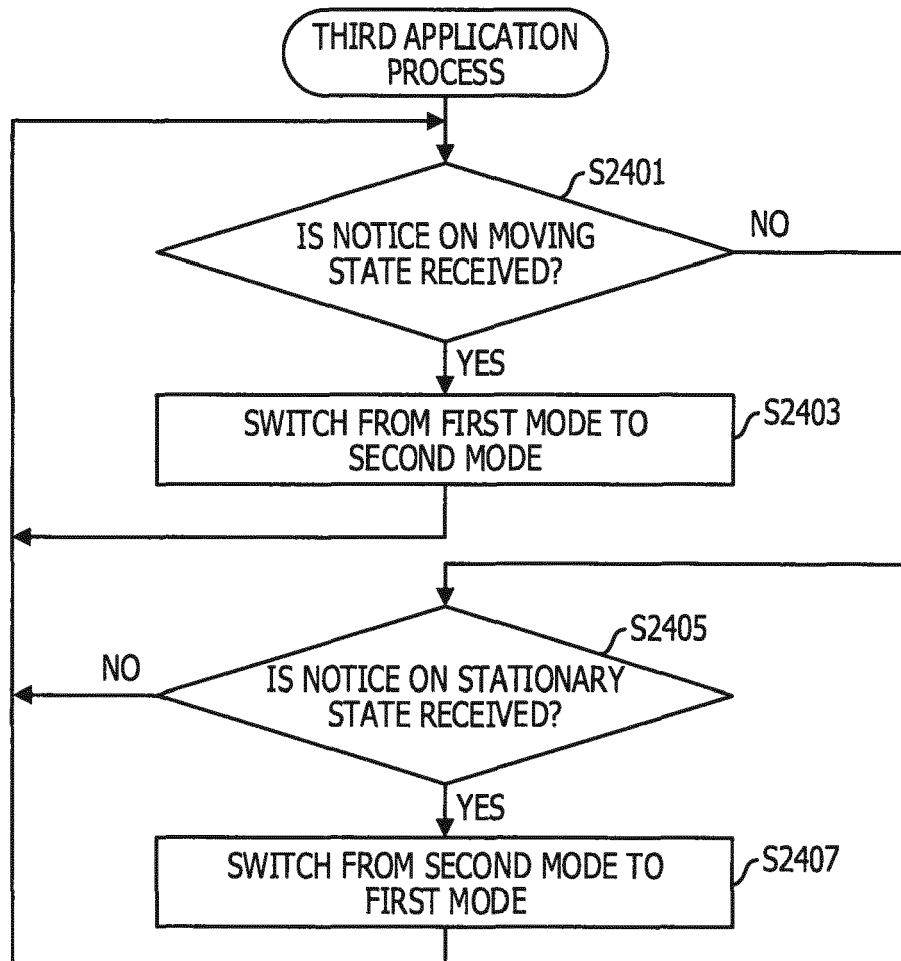 THIRD APPLICATION
PROCESS
S2401
IS NOTICE ON MOVING
STATE RECEIVED?
NO
YES
SWITCH FROM FIRST MODE TO
SECOND MODE
S2403
S2405
NO
IS NOTICE ON STATIONARY
STATE RECEIVED?
YES
SWITCH FROM SECOND MODE TO
FIRST MODE
S2407